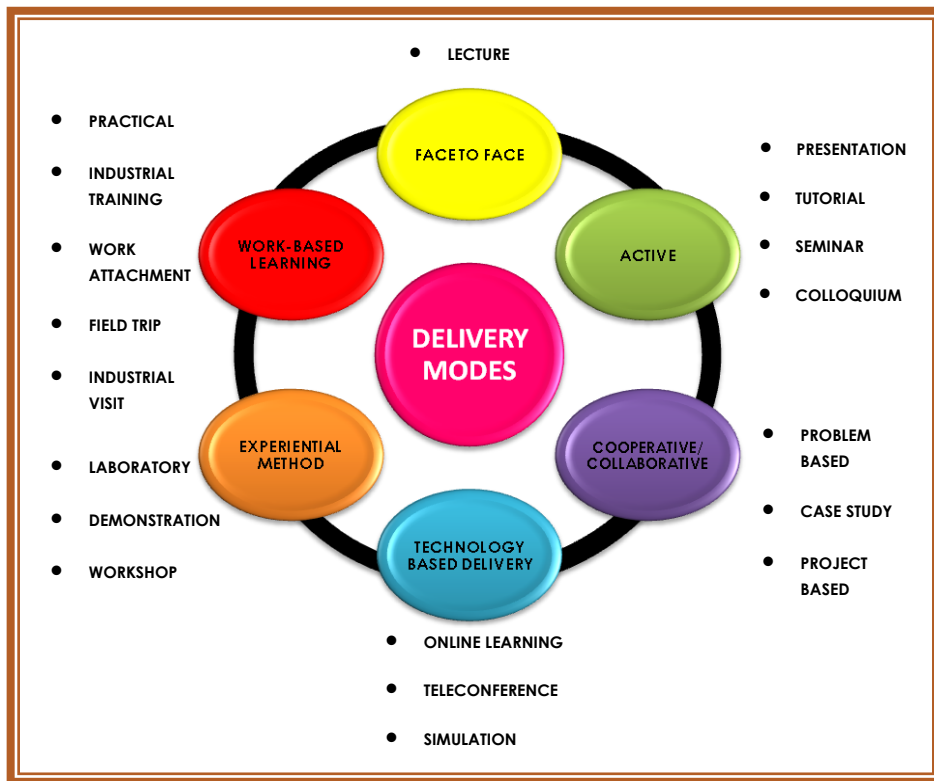 LECTURE
FACE TO FACE
PRACTICAL
INDUSTRIAL
TRAINING
WORK
ATTACHMENT
FIELD TRIP
INDUSTRIAL
VISIT
WORK-BASED
LEARNING
PRESENTATION
TUTORIAL
SEMINAR
COLLOQUIUM
ACTIVE
DELIVERY
MODES
EXPERIENTIAL
METHOD
LABORATORY
DEMONSTRATION
WORKSHOP
COOPERATIVE/
COLLABORATIVE
PROBLEM
BASED
CASE STUDY
PROJECT
BASED
TECHNOLOGY
BASED DELIVERY
ONLINE LEARNING
TELECONFERENCE
SIMULATION